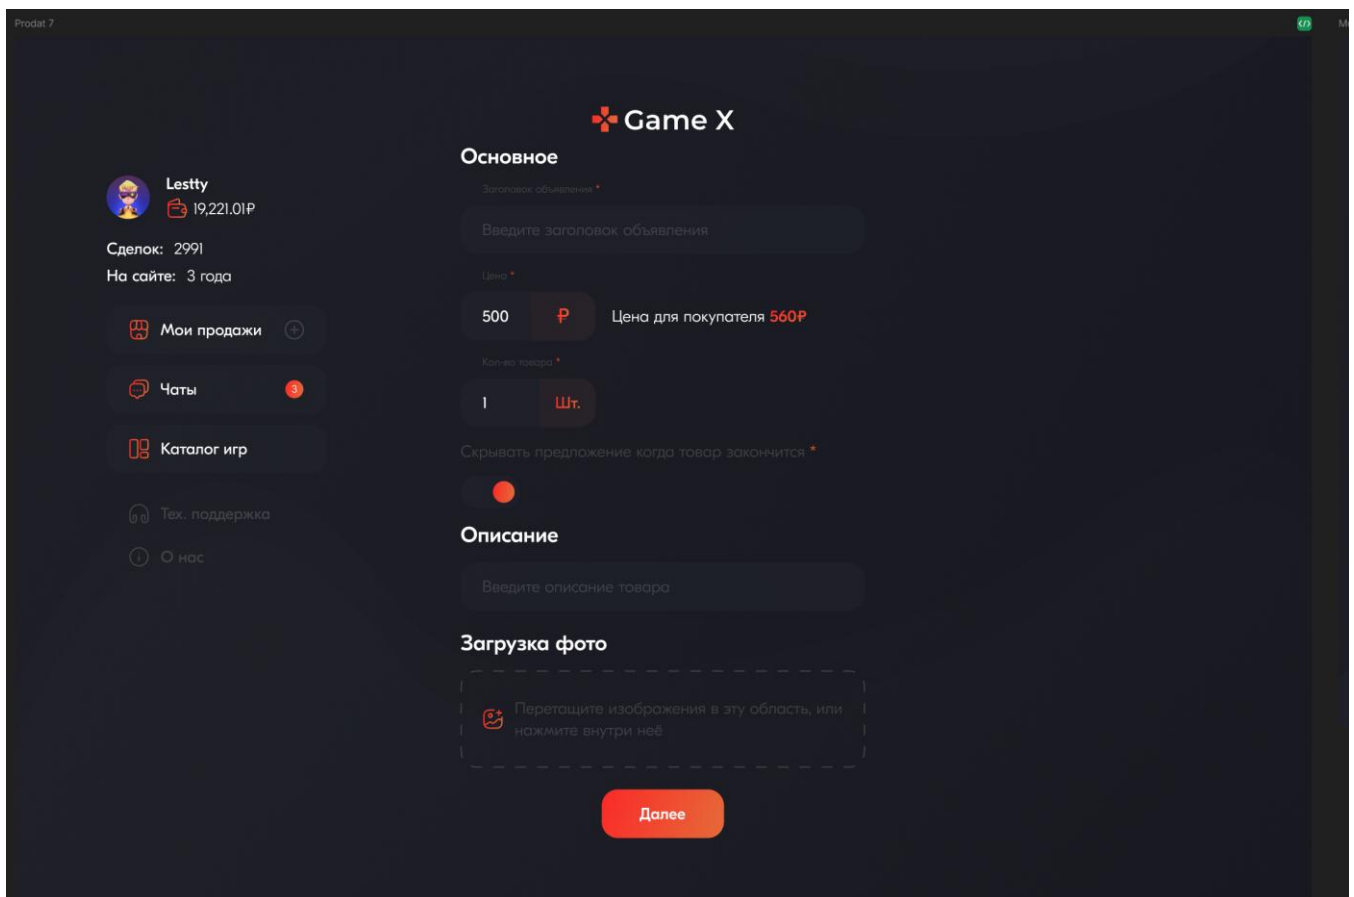 Prodat 7
Game X
Lestty
19,221.01₽
Сделок: 2991
На сайте: 3 года
Мои продажи
Чаты
3
Каталог игр
Тех. поддержка
О нас
Основное
Заголовок объявления *
Введите заголовок объявления
Цена *
500 ₽ Цена для покупателя 560₽
Кол-во товара *
1 Шт.
Скрывать предложение когда товар закончится *
Описание
Введите описание товара
Загрузка фото
Перетащите изображения в эту область, или
нажмите внутри неё
Далее